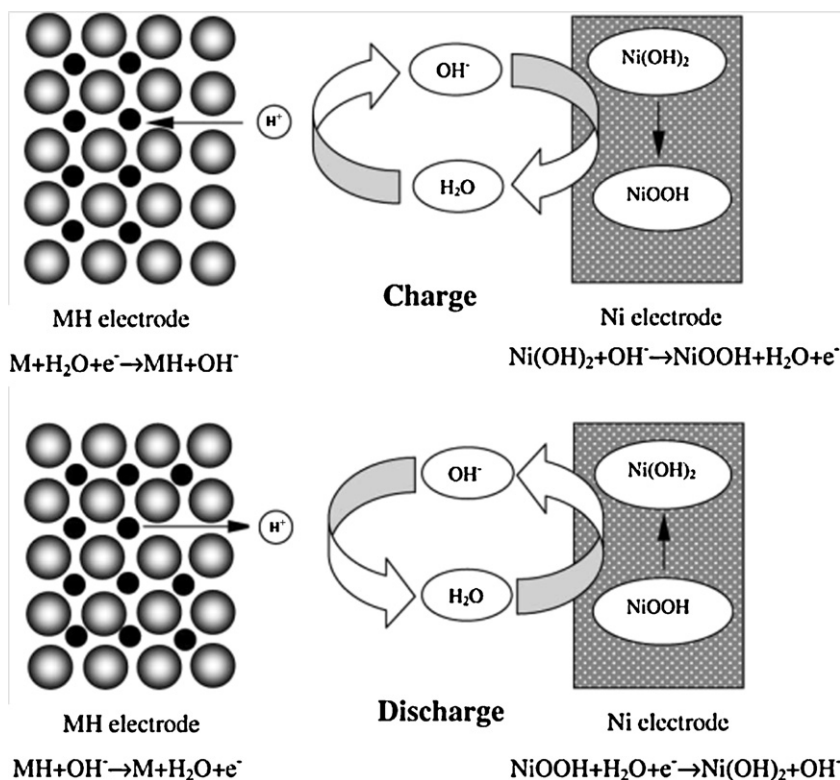 OH⁻
Ni(OH)₂
H⁺
H₂O
NiOOH
Charge
MH electrode
Ni electrode
M+H₂O+e⁻→MH+OH⁻
Ni(OH)₂+OH⁻→NiOOH+H₂O+e⁻
OH⁻
Ni(OH)₂
H⁺
H₂O
NiOOH
Discharge
MH electrode
Ni electrode
MH+OH⁻→M+H₂O+e⁻
NiOOH+H₂O+e⁻→Ni(OH)₂+OH⁻